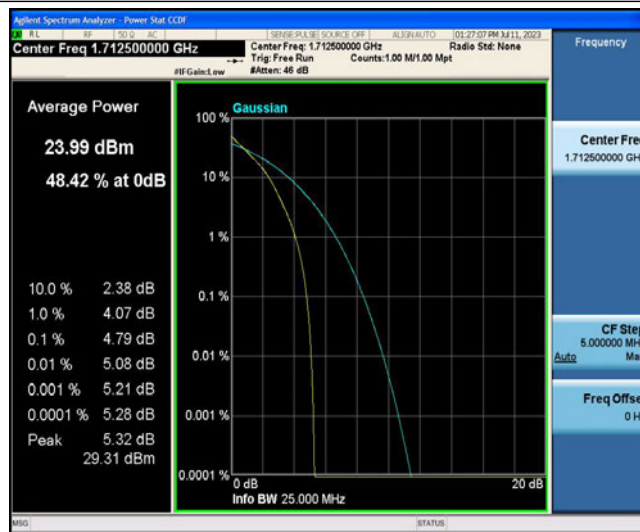 Agilent Spectrum Analyzer - Power Stat CCDF
RL RF 50 Ω AC SENSE:PULSE SOURCE OFF ALIGN AUTO 01:27:07 PM Jul 11, 2023
Center Freq 1.712500000 GHz
Center Freq: 1.712500000 GHz Radio Std: None
Trig: Free Run Counts:1.00 M/1.00 Mpt
#IFGain:Low #Atten: 46 dB
Frequency
Average Power
23.99 dBm
48.42 % at 0dB
10.0 % 2.38 dB
1.0 % 4.07 dB
0.1 % 4.79 dB
0.01 % 5.08 dB
0.001 % 5.21 dB
0.0001 % 5.28 dB
Peak 5.32 dB
29.31 dBm
Gaussian
100 %
10 %
1 %
0.1 %
0.01 %
0.001 %
0.0001 %
0 dB 20 dB
Info BW 25.000 MHz
Center Fre
1.712500000 GH
CF Step
5.000000 MH
Auto Ma
Freq Offse
0 H
MSG STATUS